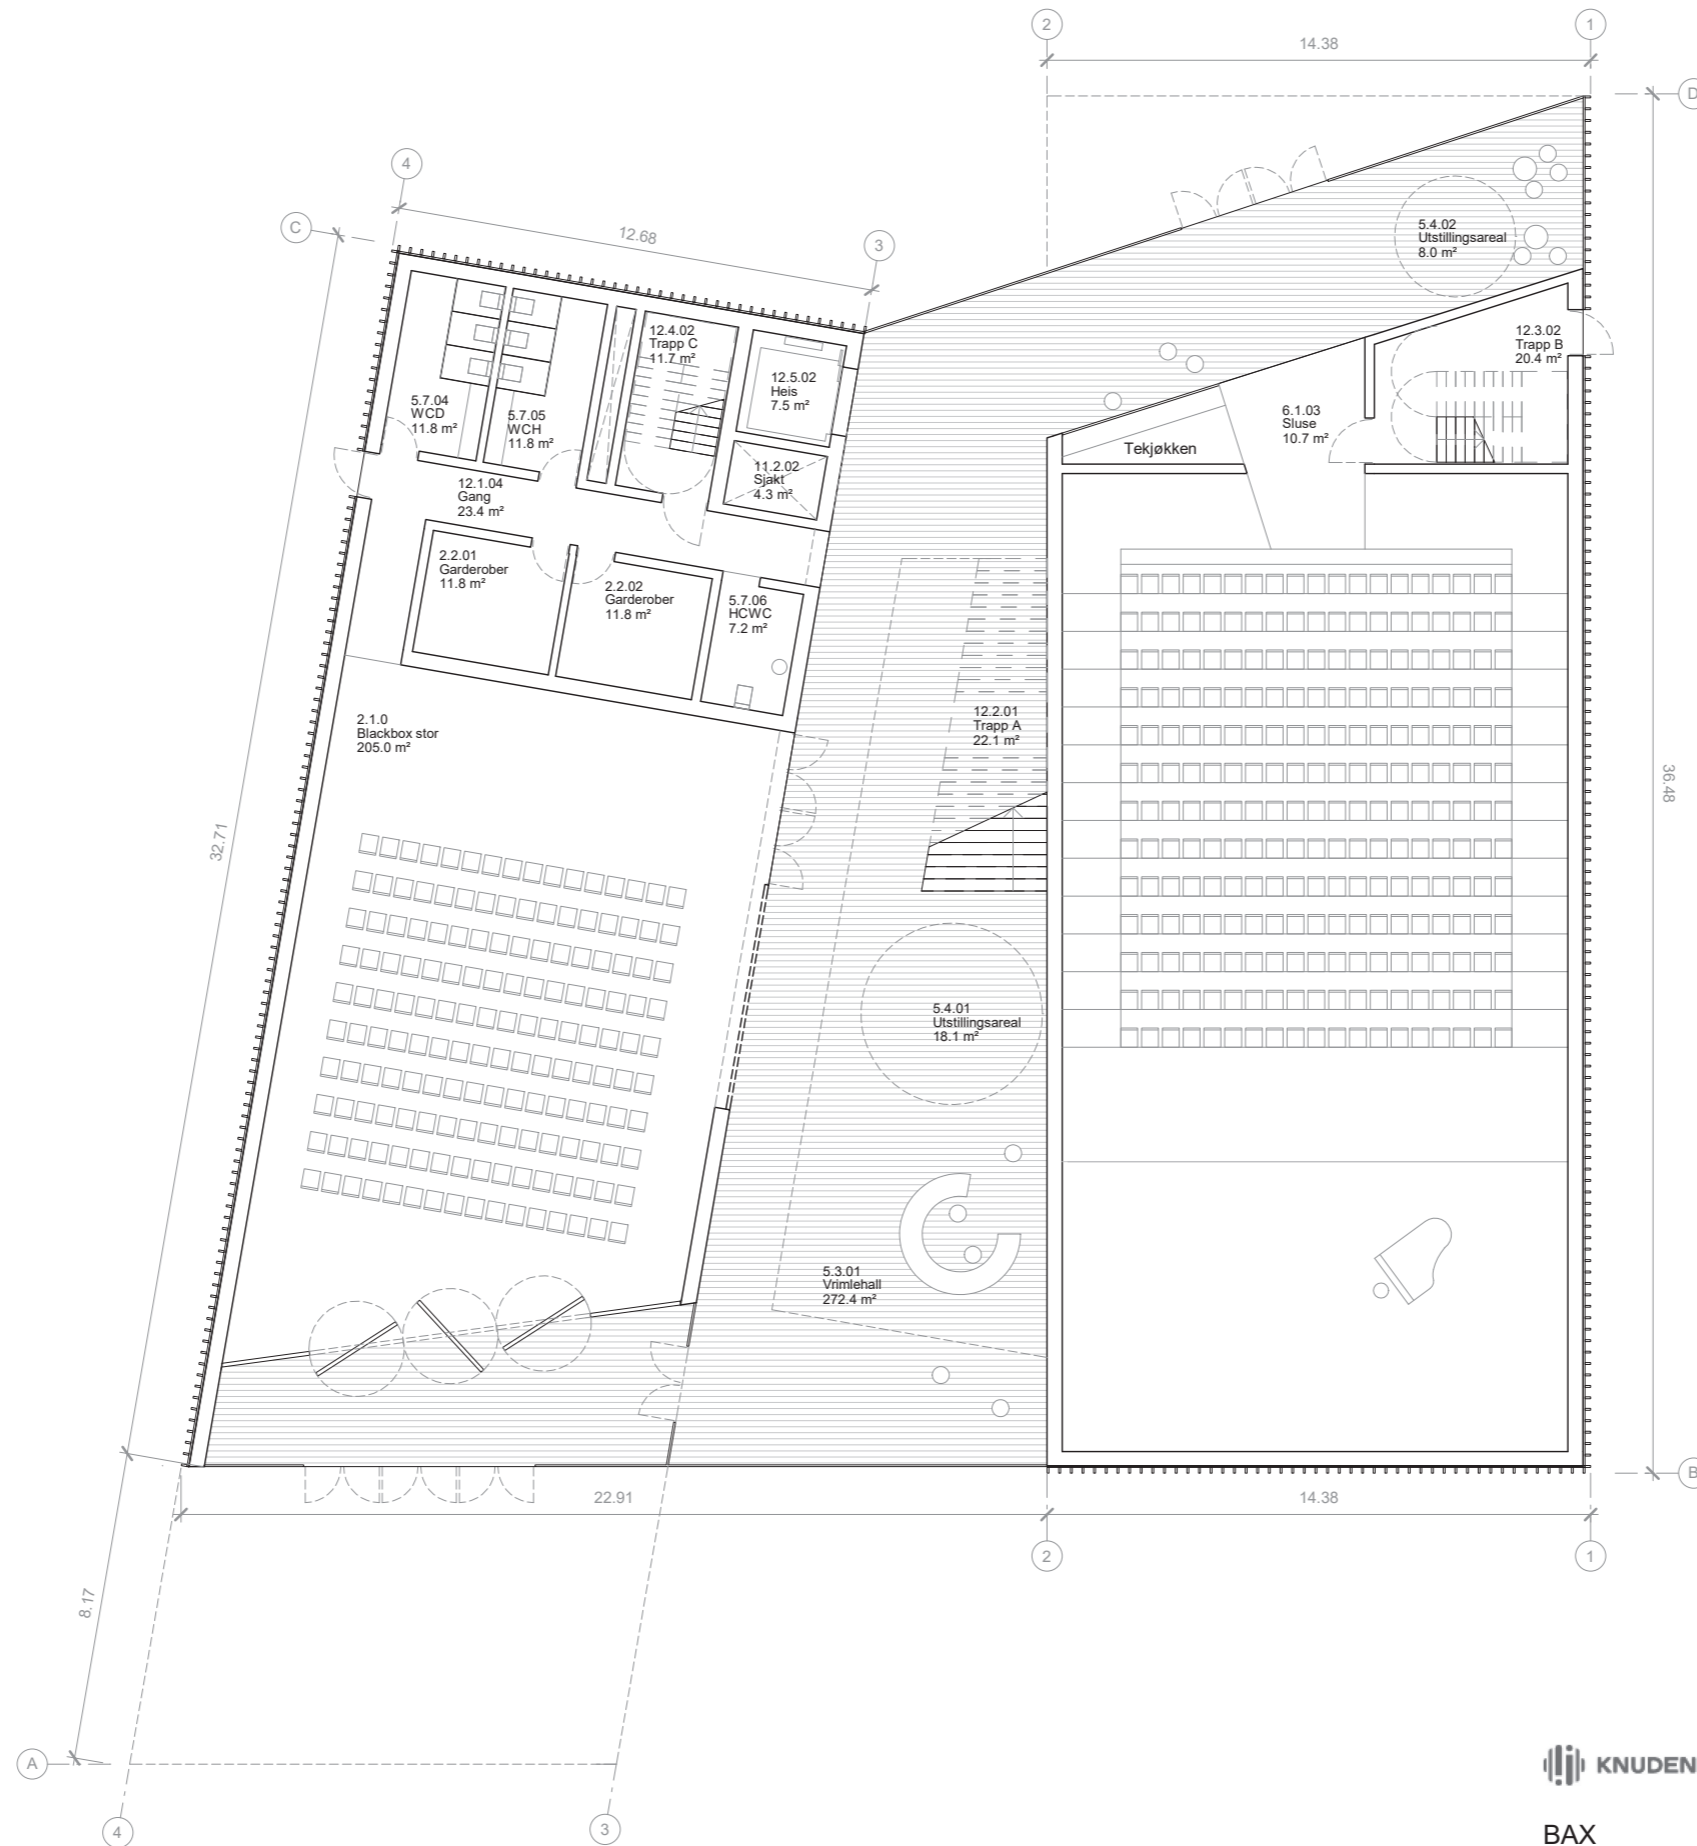 2
1
14.38
D
4
C
12.68
3
5.4.02
Utstillingsareal
8.0 m²
12.4.02
Trapp C
11.7 m²
12.3.02
Trapp B
20.4 m²
12.5.02
Heis
7.5 m²
5.7.04
WCD
11.8 m²
5.7.05
WCH
11.8 m²
6.1.03
Sluse
10.7 m²
Tekjøkken
11.2.02
Sjakt
4.3 m²
12.1.04
Gang
23.4 m²
2.2.01
Garderober
11.8 m²
2.2.02
Garderober
11.8 m²
5.7.06
HCWC
7.2 m²
2.1.0
Blackbox stor
205.0 m²
12.2.01
Trapp A
22.1 m²
36.48
32.71
5.4.01
Utstillingsareal
18.1 m²
5.3.01
Vrimlehall
272.4 m²
B
22.91
14.38
2
1
8.17
A
4
3
KNUDEN
BAX